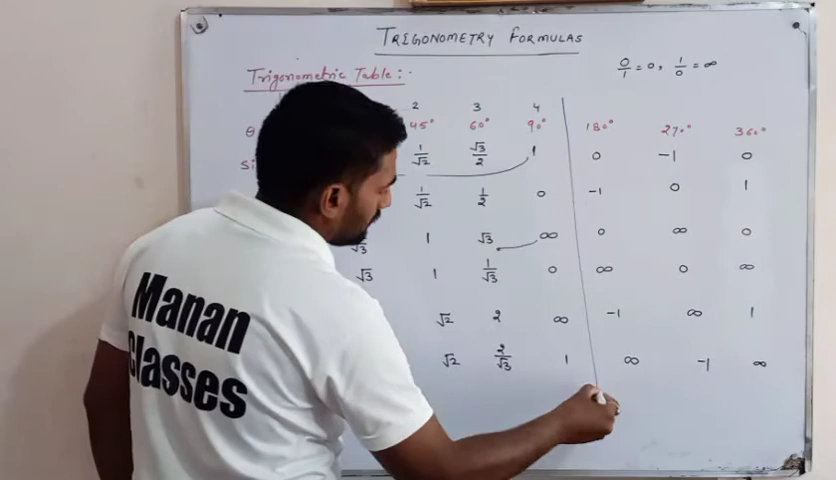 TREGONOMETRY FORMULAS
0/1 = 0, 1/0 = ∞
Trigonometric Table :-
2 3 4
θ 45° 60° 90° 180° 270° 360°
Si 1/√2 √3/2 1 0 -1 0
1/√2 1/2 0 -1 0 1
√3 1 √3 ∞ 0 ∞ 0
√3 1 1/√3 0 ∞ 0 ∞
√2 2 ∞ -1 ∞ 1
√2 2/√3 1 ∞ -1 ∞
Manan
Classes